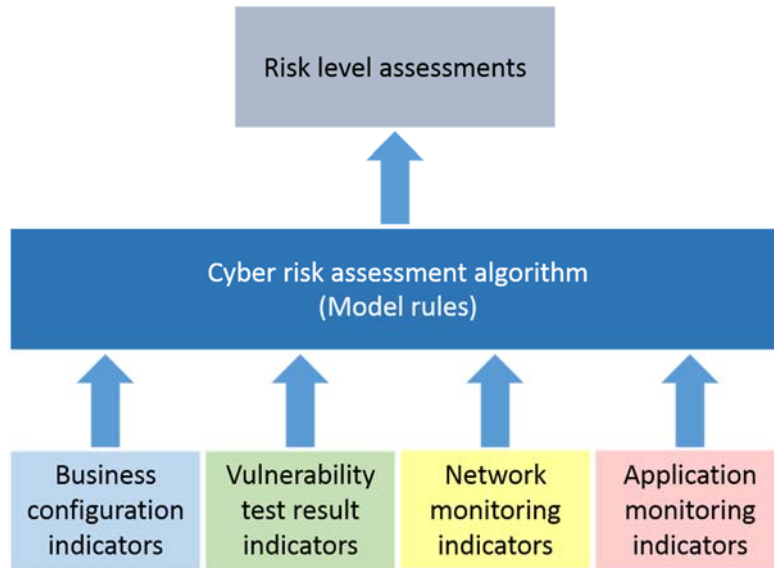 Risk level assessments
Cyber risk assessment algorithm
(Model rules)
Business
configuration
indicators
Vulnerability
test result
indicators
Network
monitoring
indicators
Application
monitoring
indicators